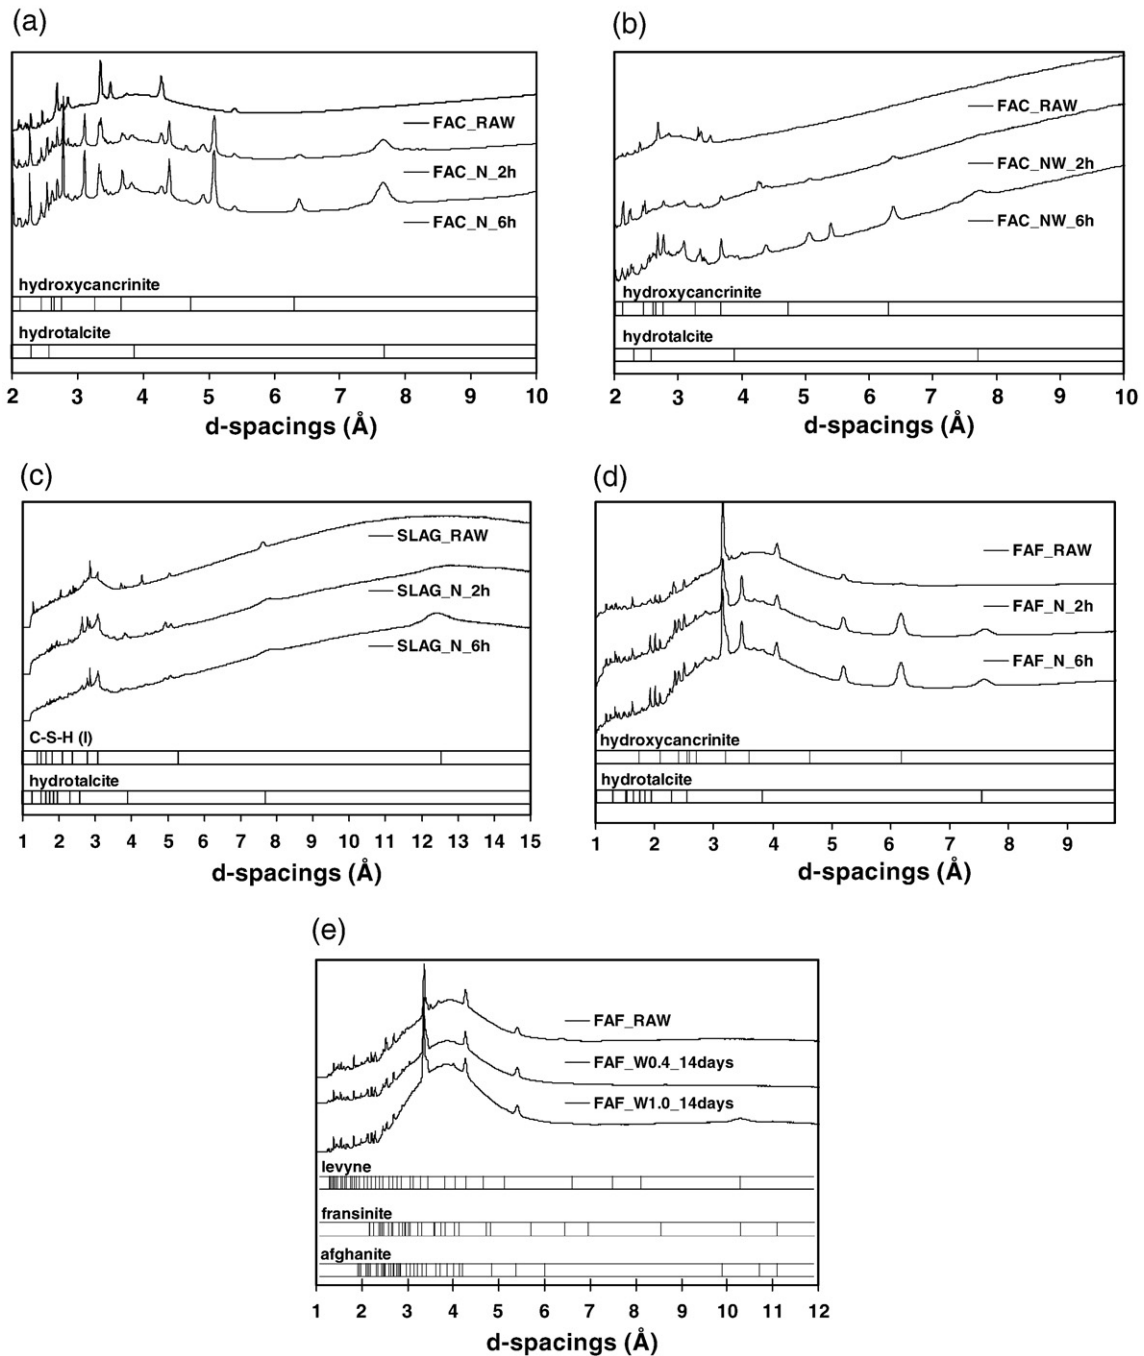 (a)
FAC_RAW
FAC_N_2h
FAC_N_6h
hydroxycancrinite
hydrotalcite
2 3 4 5 6 7 8 9 10
d-spacings (Å)
(b)
FAC_RAW
FAC_NW_2h
FAC_NW_6h
hydroxycancrinite
hydrotalcite
2 3 4 5 6 7 8 9 10
d-spacings (Å)
(c)
SLAG_RAW
SLAG_N_2h
SLAG_N_6h
C-S-H (I)
hydrotalcite
1 2 3 4 5 6 7 8 9 10 11 12 13 14 15
d-spacings (Å)
(d)
FAF_RAW
FAF_N_2h
FAF_N_6h
hydroxycancrinite
hydrotalcite
1 2 3 4 5 6 7 8 9
d-spacings (Å)
(e)
FAF_RAW
FAF_W0.4_14days
FAF_W1.0_14days
levyne
fransinite
afghanite
1 2 3 4 5 6 7 8 9 10 11 12
d-spacings (Å)